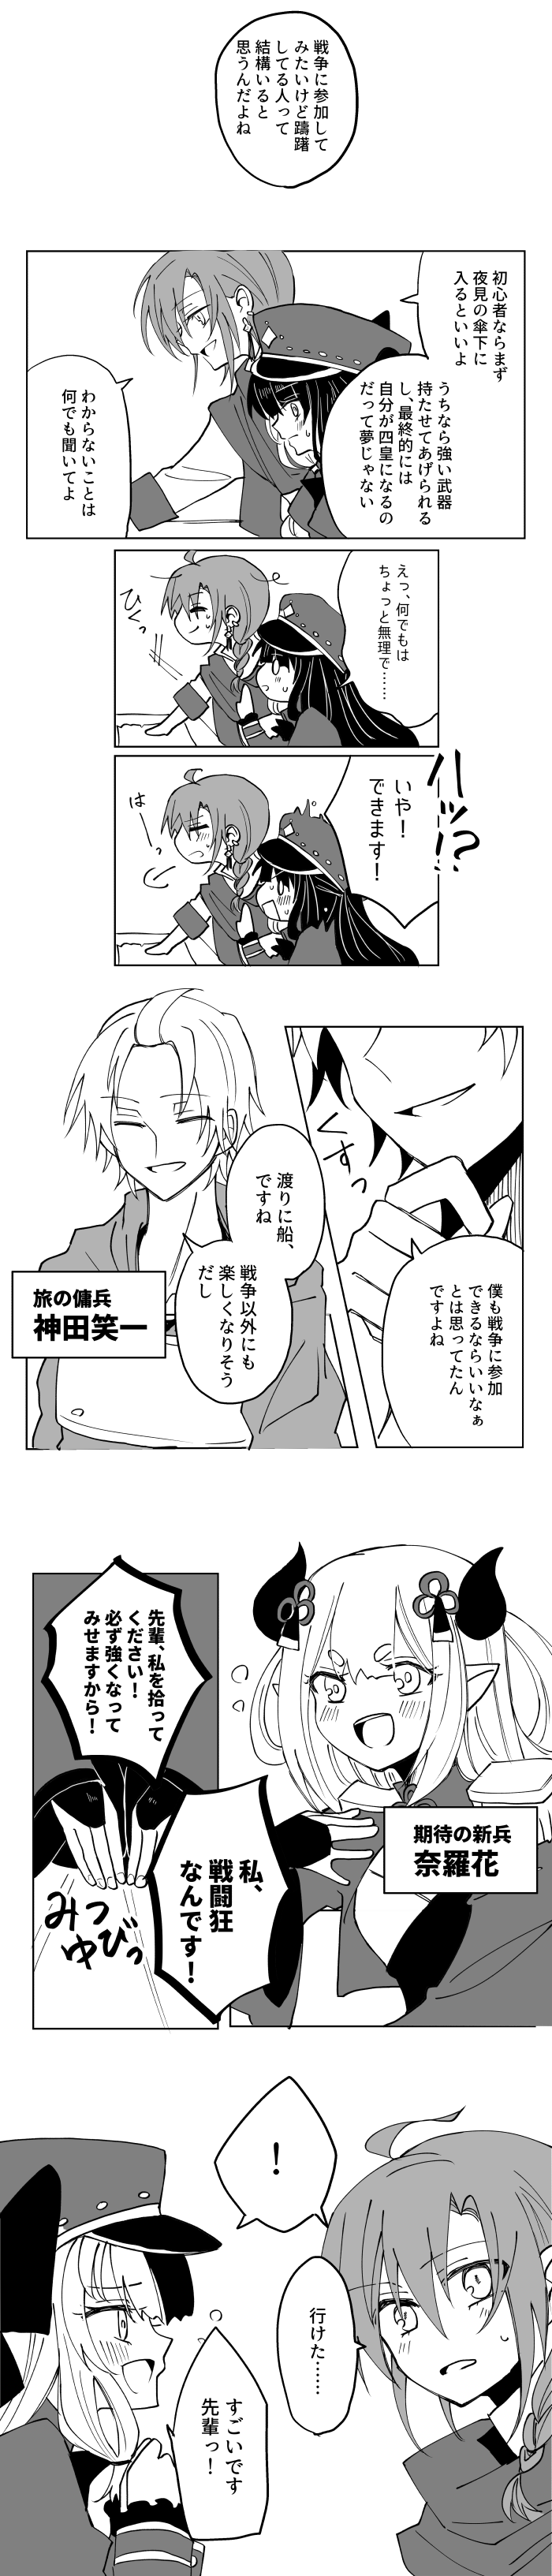 戦争に参加して
みたいけど躊躇
してる人って
結構いると
思うんだよね
初心者ならまず
夜見の傘下に
入るといいよ
うちなら強い武器
持たせてあげられる
し、最終的には
自分が四皇になるの
だって夢じゃない
わからないことは
何でも聞いてよ
えっ、何でもは
ちょっと無理で……
ひくっ
ハッ!?
いや！
できます！
はーっ
くすっ
僕も戦争に参加
できるならいいなぁ
とは思ってたん
ですよね
渡りに船、
ですね
戦争以外にも
楽しくなりそう
だし
旅の傭兵
神田笑一
先輩、私を拾って
ください！
必ず強くなって
みせますから！
私、
戦闘狂
なんです！
期待の新兵
奈羅花
みつ
ゆびっ
！
行けた……
すごいです
先輩っ！